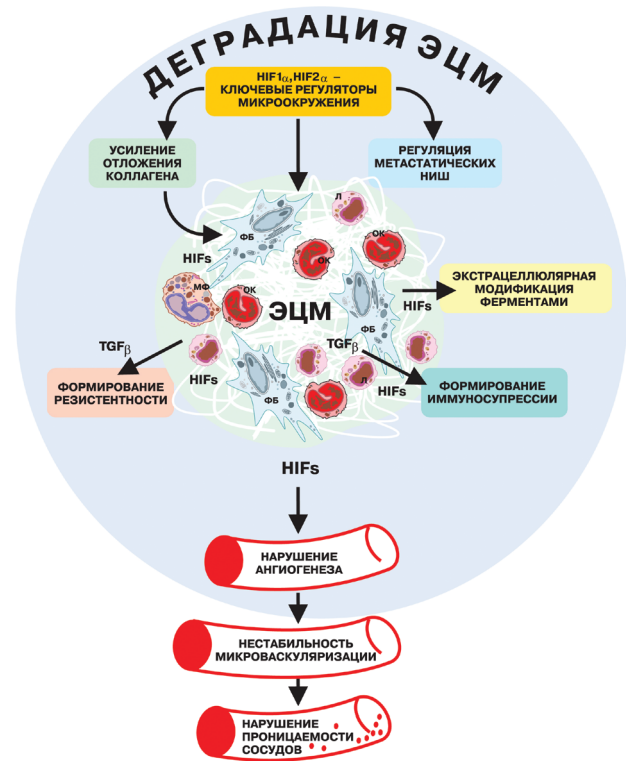 ДЕГРАДАЦИЯ ЭЦМ
HIF1α,HIF2α –
КЛЮЧЕВЫЕ РЕГУЛЯТОРЫ
МИКРООКРУЖЕНИЯ
УСИЛЕНИЕ
ОТЛОЖЕНИЯ
КОЛЛАГЕНА
РЕГУЛЯЦИЯ
МЕТАСТАТИЧЕСКИХ
НИШ
Л
ФБ
ОК
ОК
HIFs
МФ
ОК
ЭЦМ
ФБ
HIFs
ЭКСТРАЦЕЛЛЮЛЯРНАЯ
МОДИФИКАЦИЯ
ФЕРМЕНТАМИ
TGFβ
TGFβ
HIFs
ФБ
Л
HIFs
ФОРМИРОВАНИЕ
РЕЗИСТЕНТНОСТИ
ФОРМИРОВАНИЕ
ИММУНОСУПРЕССИИ
HIFs
НАРУШЕНИЕ
АНГИОГЕНЕЗА
НЕСТАБИЛЬНОСТЬ
МИКРОВАСКУЛЯРИЗАЦИИ
НАРУШЕНИЕ
ПРОНИЦАЕМОСТИ
СОСУДОВ